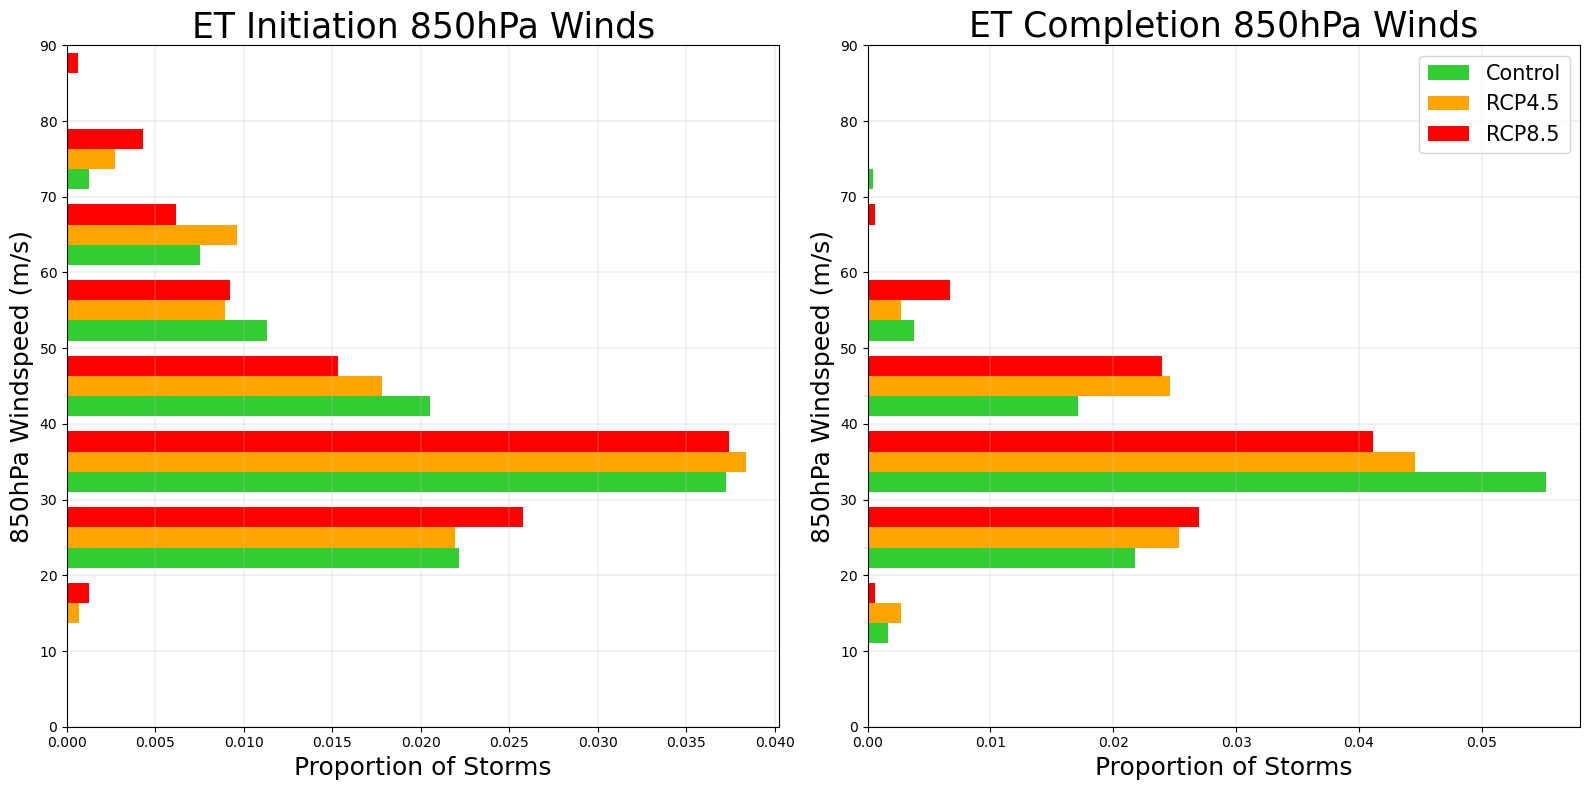 ET Initiation 850hPa Winds
90
80
70
60
50
40
30
20
10
0
850hPa Windspeed (m/s)
0.000 0.005 0.010 0.015 0.020 0.025 0.030 0.035 0.040
Proportion of Storms
ET Completion 850hPa Winds
Control
RCP4.5
RCP8.5
90
80
70
60
50
40
30
20
10
0
850hPa Windspeed (m/s)
0.00 0.01 0.02 0.03 0.04 0.05
Proportion of Storms